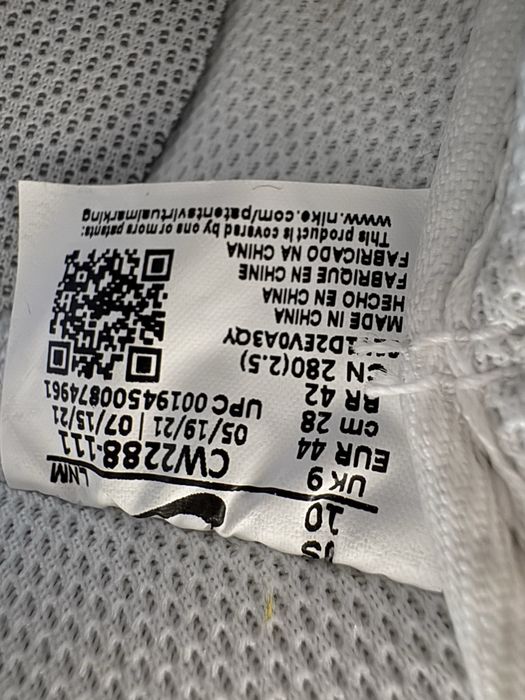 US
10
LNM
UK 9
CW2288-111
EUR 44
05/19/21 | 07/15/21
cm 28
UPC 00194500874961
BR 42
CN 280(2.5)
1D2EV0A3QY
MADE IN CHINA
HECHO EN CHINA
FABRIQUE EN CHINE
FABRICADO NA CHINA
This product is covered by one or more patents:
www.nike.com/patentsvirtualmarking